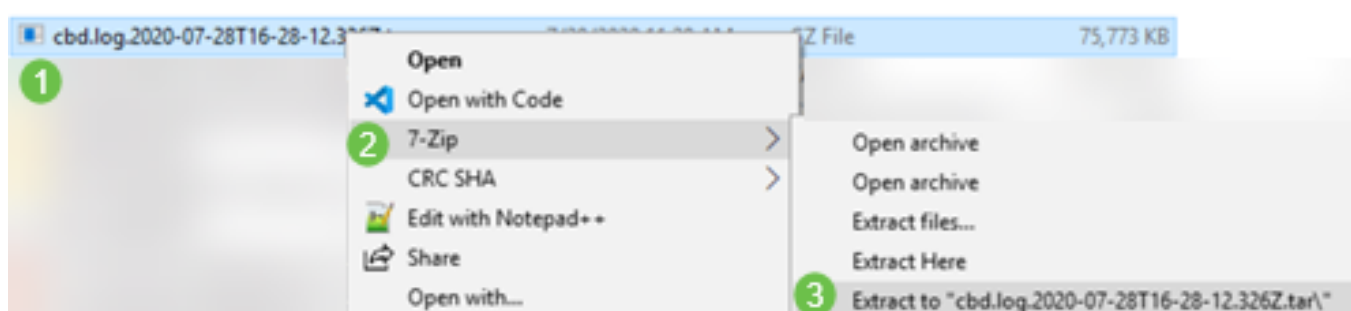 cbd.log.2020-07-28T16-28-12.326Z GZ File 75,773 KB
1
Open
Open with Code
2 7-Zip
Open archive
CRC SHA
Open archive
Edit with Notepad++
Extract files...
Share
Extract Here
Open with...
3 Extract to "cbd.log.2020-07-28T16-28-12.326Z.tar\"